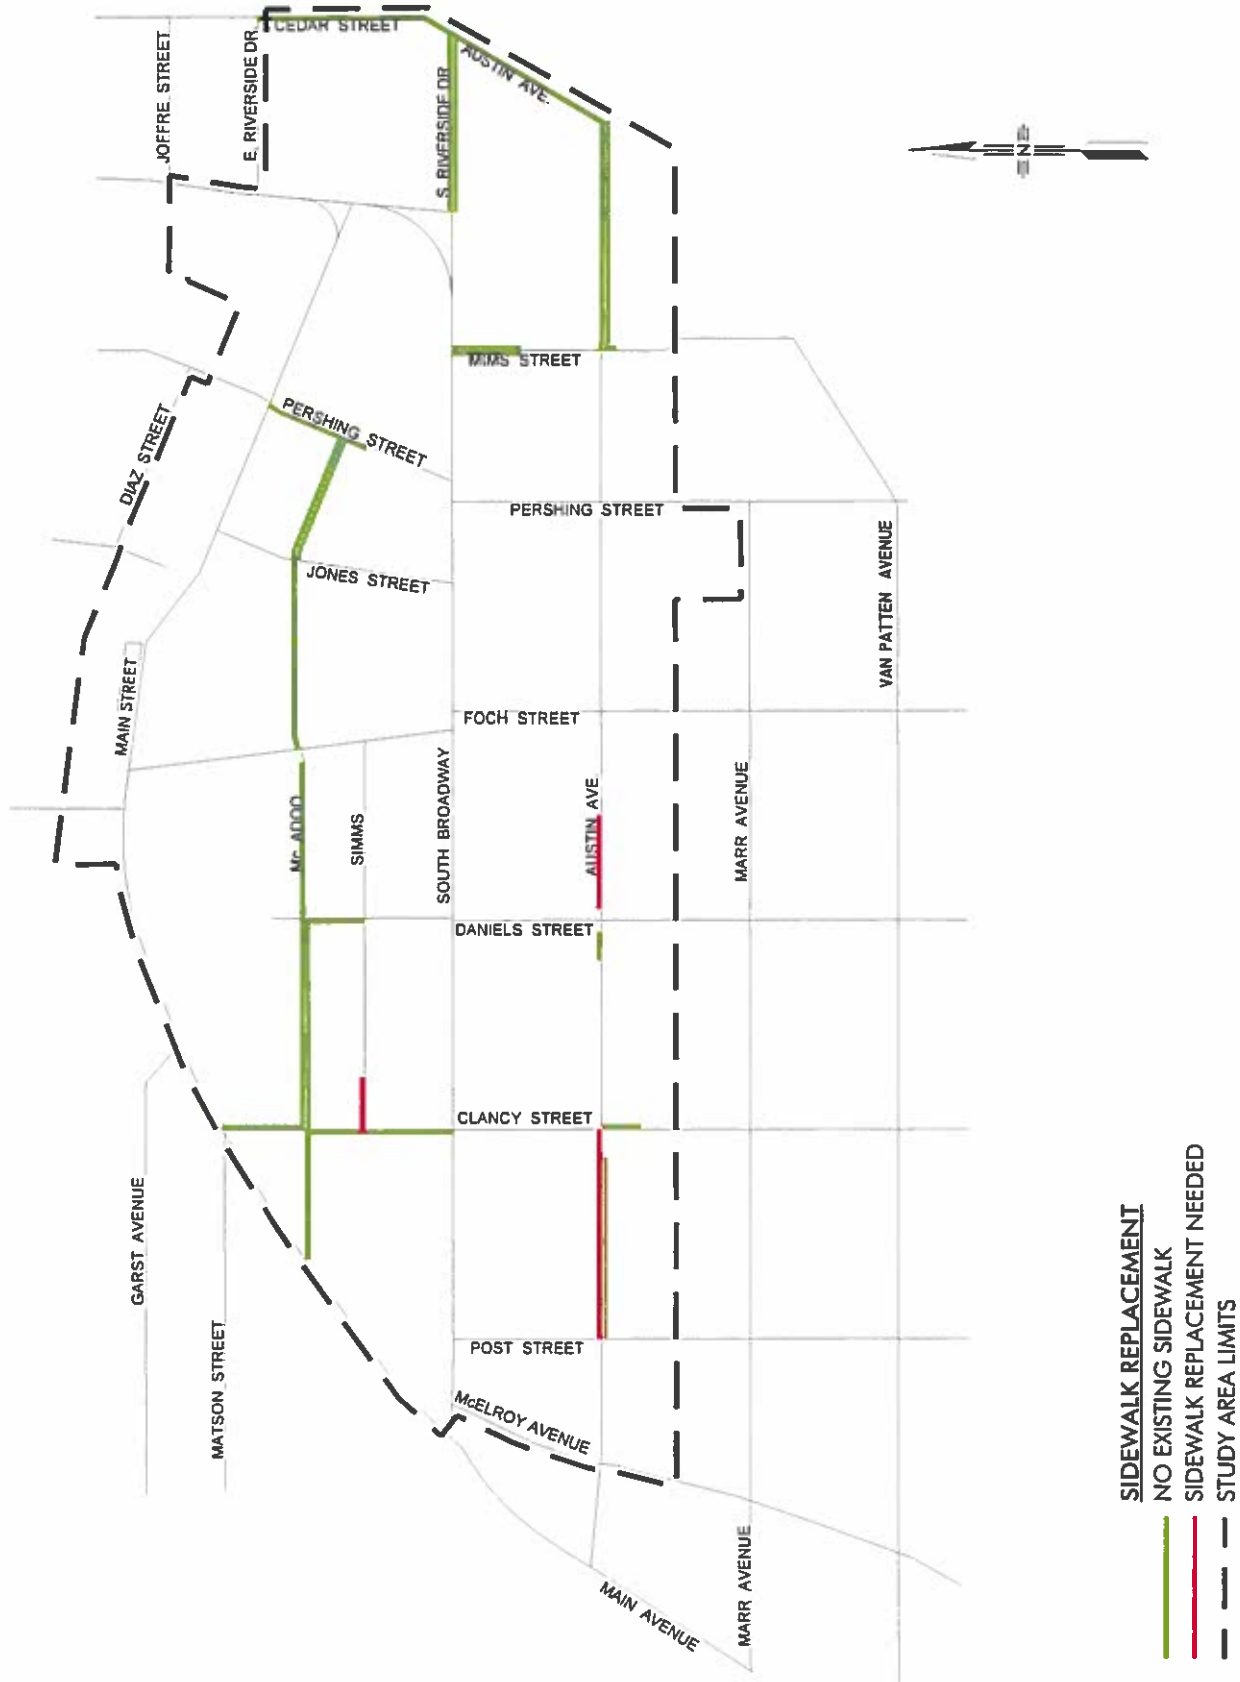 CEDAR STREET
JOFFRE STREET
E. RIVERSIDE DR
S. RIVERSIDE DR
AUSTIN AVE.
N
MIMS STREET
DIAZ STREET
PERSHING STREET
PERSHING STREET
JONES STREET
VAN PATTEN AVENUE
MAIN STREET
FOCH STREET
Mc ADOO
SIMMS
SOUTH BROADWAY
AUSTIN AVE
MARR AVENUE
DANIELS STREET
CLANCY STREET
GARST AVENUE
MATSON STREET
POST STREET
McELROY AVENUE
MAIN AVENUE
MARR AVENUE
SIDEWALK REPLACEMENT
NO EXISTING SIDEWALK
SIDEWALK REPLACEMENT NEEDED
STUDY AREA LIMITS